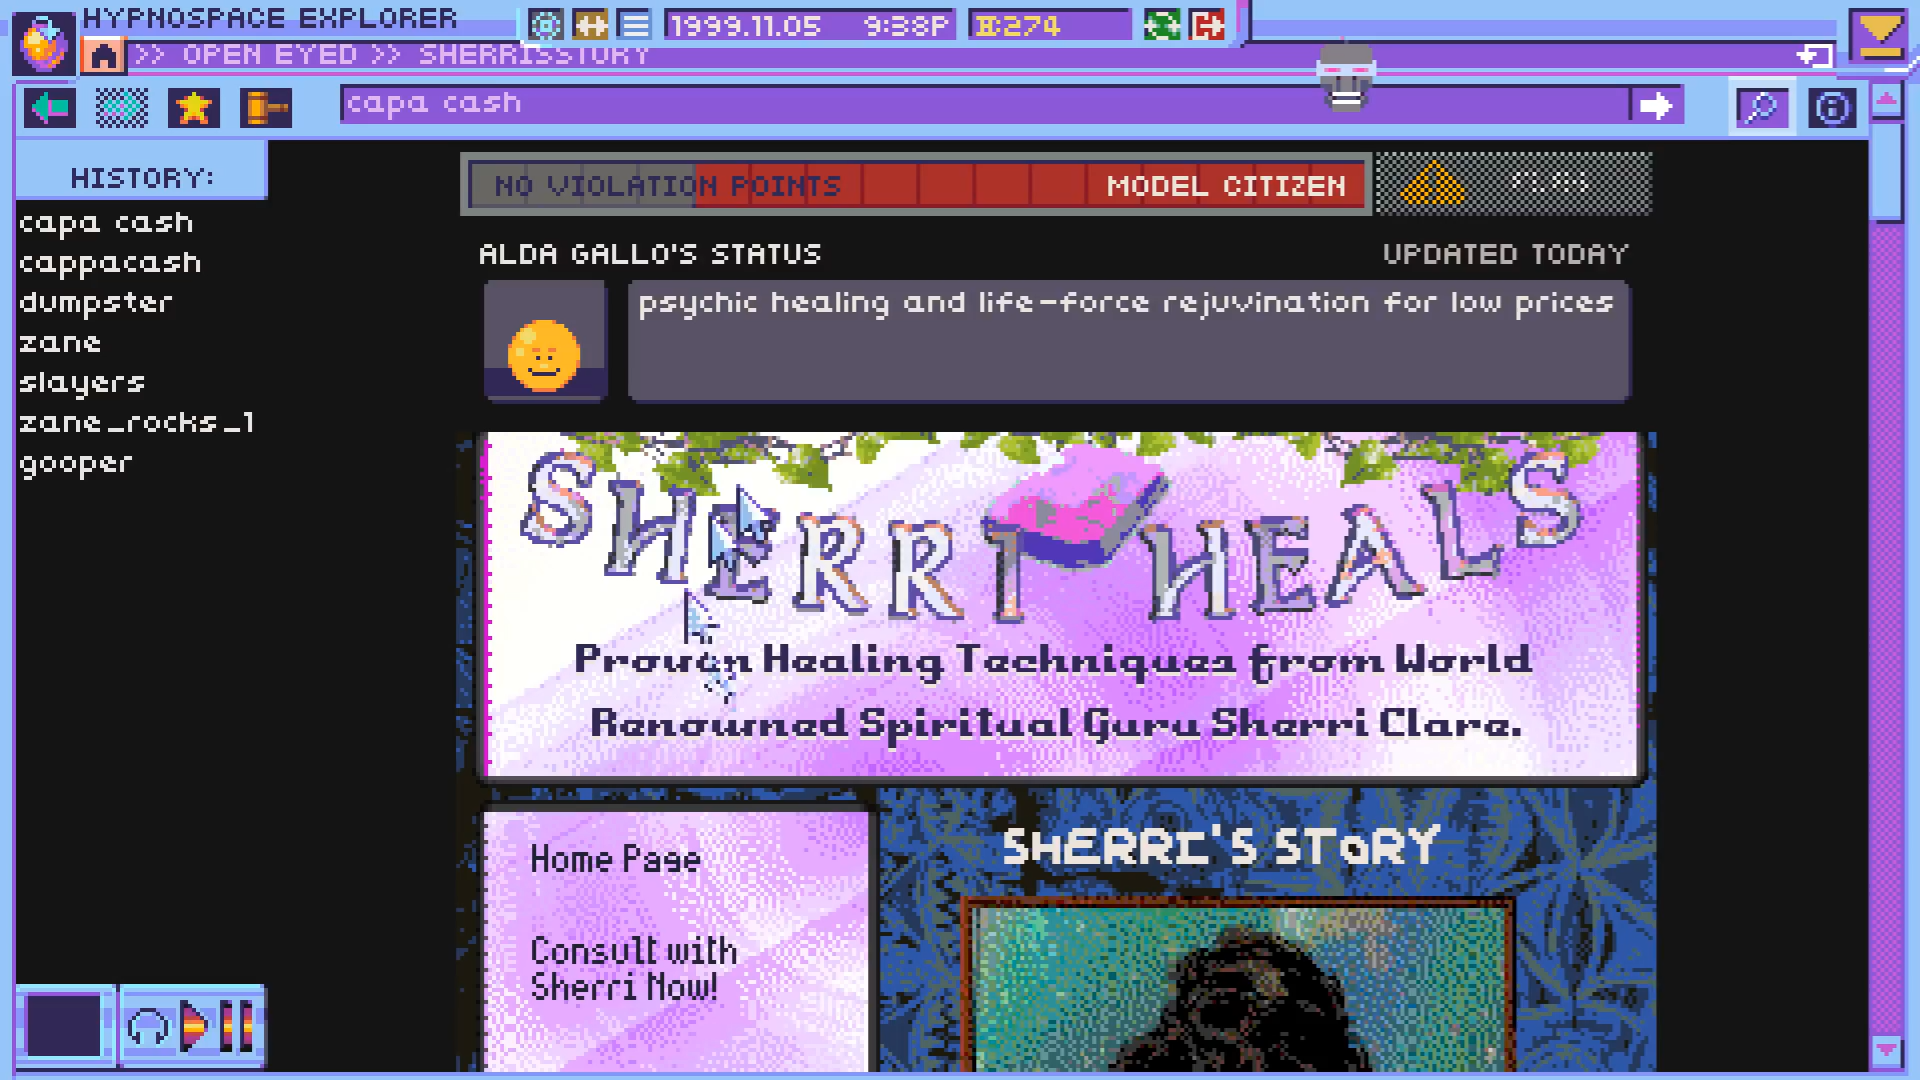 HYPNOSPACE EXPLORER
1999.11.05 9:38P
274
>> OPEN EYED >> SHERRISSTORY
capa cash
HISTORY:
capa cash
cappacash
dumpster
zane
slayers
zane_rocks_1
gooper
NO VIOLATION POINTS
MODEL CITIZEN
ALDA GALLO'S STATUS
UPDATED TODAY
psychic healing and life-force rejuvination for low prices
SHERRI HEALS
Proven Healing Techniques from World
Renowned Spiritual Guru Sherri Clare.
Home Page
Consult with
Sherri Now!
SHERRI'S STORY